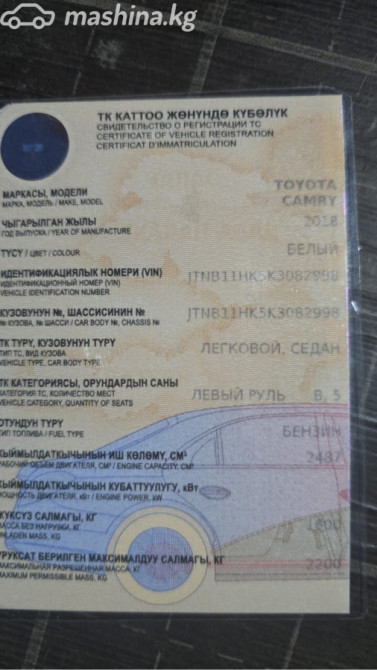 mashina.kg
ТК КАТТОО ЖӨНҮНДӨ КҮБӨЛҮК
СВИДЕТЕЛЬСТВО О РЕГИСТРАЦИИ ТС
CERTIFICATE OF VEHICLE REGISTRATION
CERTIFICAT D'IMMATRICULATION
МАРКАСЫ, МОДЕЛИ TOYOTA
МАРКА, МОДЕЛЬ / MAKE, MODEL CAMRY
ЧЫГАРЫЛГАН ЖЫЛЫ 2018
ГОД ВЫПУСКА / YEAR OF MANUFACTURE
ТҮСҮ / ЦВЕТ / COLOUR БЕЛЫЙ
ИДЕНТИФИКАЦИЯЛЫК НОМЕРИ (VIN) JTNB11HK5K3082998
ИДЕНТИФИКАЦИОННЫЙ НОМЕР (VIN)
VEHICLE IDENTIFICATION NUMBER
КУЗОВУНУН №, ШАССИСИНИН № JTNB11HK5K3082998
№ КУЗОВА, № ШАССИ / CAR BODY №, CHASSIS №
ТК ТҮРҮ, КУЗОВУНУН ТҮРҮ ЛЕГКОВОЙ, СЕДАН
ТИП ТС, ВИД КУЗОВА
VEHICLE TYPE, CAR BODY TYPE
ТК КАТЕГОРИЯСЫ, ОРУНДАРДЫН САНЫ ЛЕВЫЙ РУЛЬ B, 5
КАТЕГОРИЯ ТС, КОЛИЧЕСТВО МЕСТ
VEHICLE CATEGORY, QUANTITY OF SEATS
ОТУНДУН ТҮРҮ БЕНЗИН
ТИП ТОПЛИВА / FUEL TYPE
КЫЙМЫЛДАТКЫЧЫНЫН ИШ КӨЛӨМҮ, СМ³ 2487
РАБОЧИЙ ОБЪЕМ ДВИГАТЕЛЯ, СМ³ / ENGINE CAPACITY, CM³
КЫЙМЫЛДАТКЫЧЫНЫН КУБАТТУУЛУГУ, кВт
МОЩНОСТЬ ДВИГАТЕЛЯ, кВт / ENGINE POWER, KW
ЖҮКСҮЗ САЛМАГЫ, КГ 1600
МАССА БЕЗ НАГРУЗКИ, КГ
UNLADEN MASS, KG
УРУКСАТ БЕРИЛГЕН МАКСИМАЛДУУ САЛМАГЫ, КГ 2200
МАКСИМАЛЬНАЯ РАЗРЕШЕННАЯ МАССА, КГ
MAXIMUM PERMISSIBLE MASS, KG